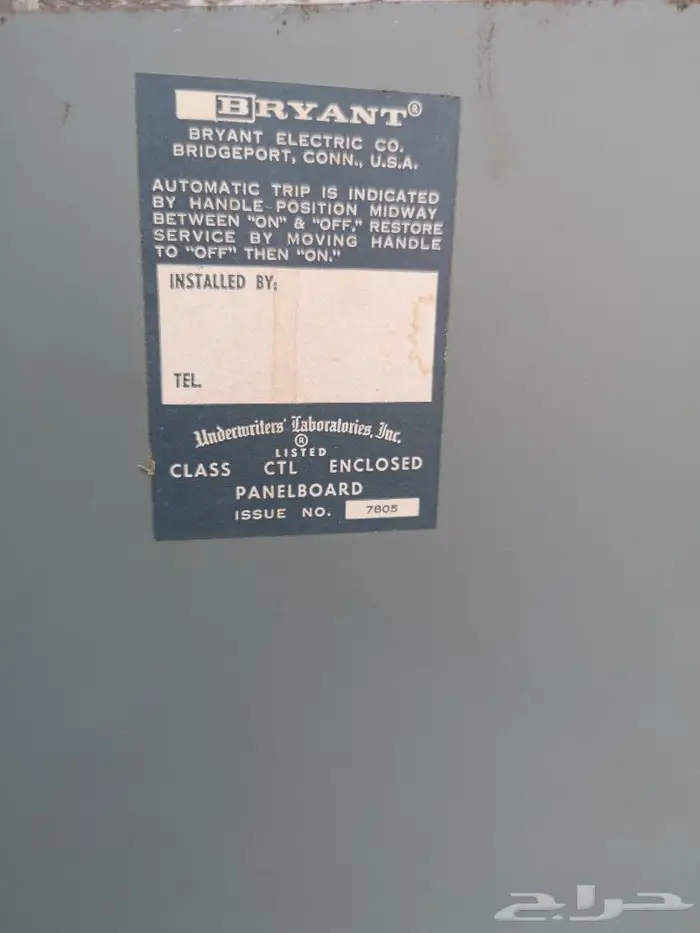 BRYANT®
BRYANT ELECTRIC CO.
BRIDGEPORT, CONN., U.S.A.
AUTOMATIC TRIP IS INDICATED
BY HANDLE POSITION MIDWAY
BETWEEN "ON" & "OFF." RESTORE
SERVICE BY MOVING HANDLE
TO "OFF" THEN "ON."
INSTALLED BY:
TEL.
Underwriters' Laboratories, Inc.
®
LISTED
CLASS CTL ENCLOSED
PANELBOARD
ISSUE NO. 7805
حراج